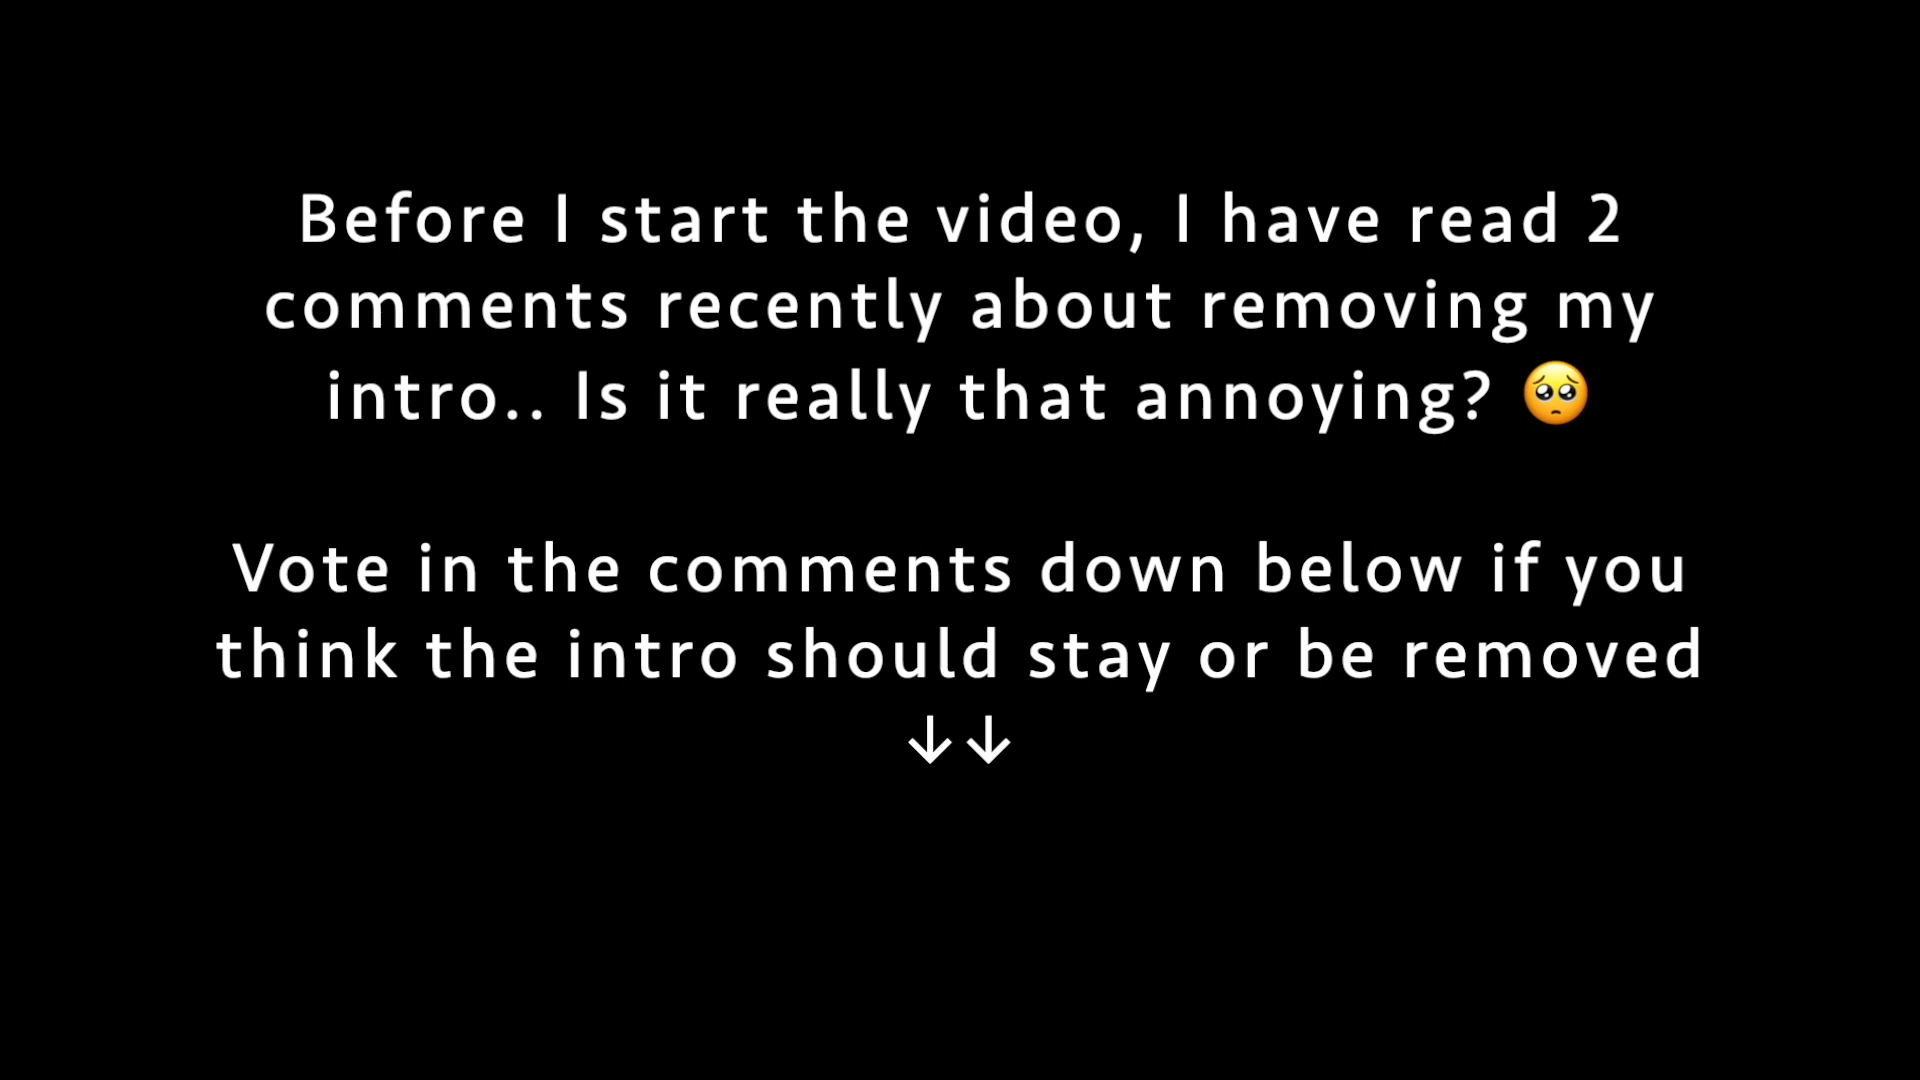 Before I start the video, I have read 2
comments recently about removing my
intro.. Is it really that annoying? 🥺
Vote in the comments down below if you
think the intro should stay or be removed
↓↓